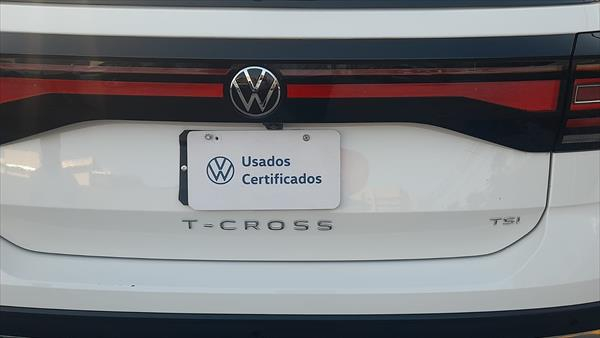 Usados
Certificados
T-CROSS
TSI